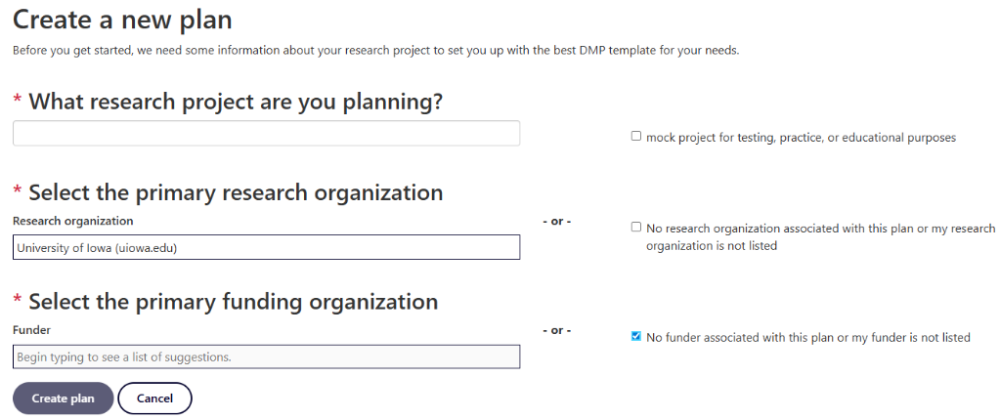 Create a new plan
Before you get started, we need some information about your research project to set you up with the best DMP template for your needs.
* What research project are you planning?
mock project for testing, practice, or educational purposes
* Select the primary research organization
Research organization
- or -
No research organization associated with this plan or my research
organization is not listed
University of Iowa (uiowa.edu)
* Select the primary funding organization
Funder
- or -
No funder associated with this plan or my funder is not listed
Begin typing to see a list of suggestions.
Create plan
Cancel